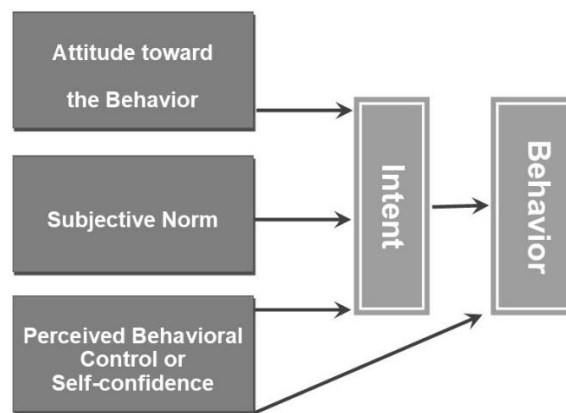 Attitude toward
the Behavior
Subjective Norm
Perceived Behavioral
Control or
Self-confidence
Intent
Behavior